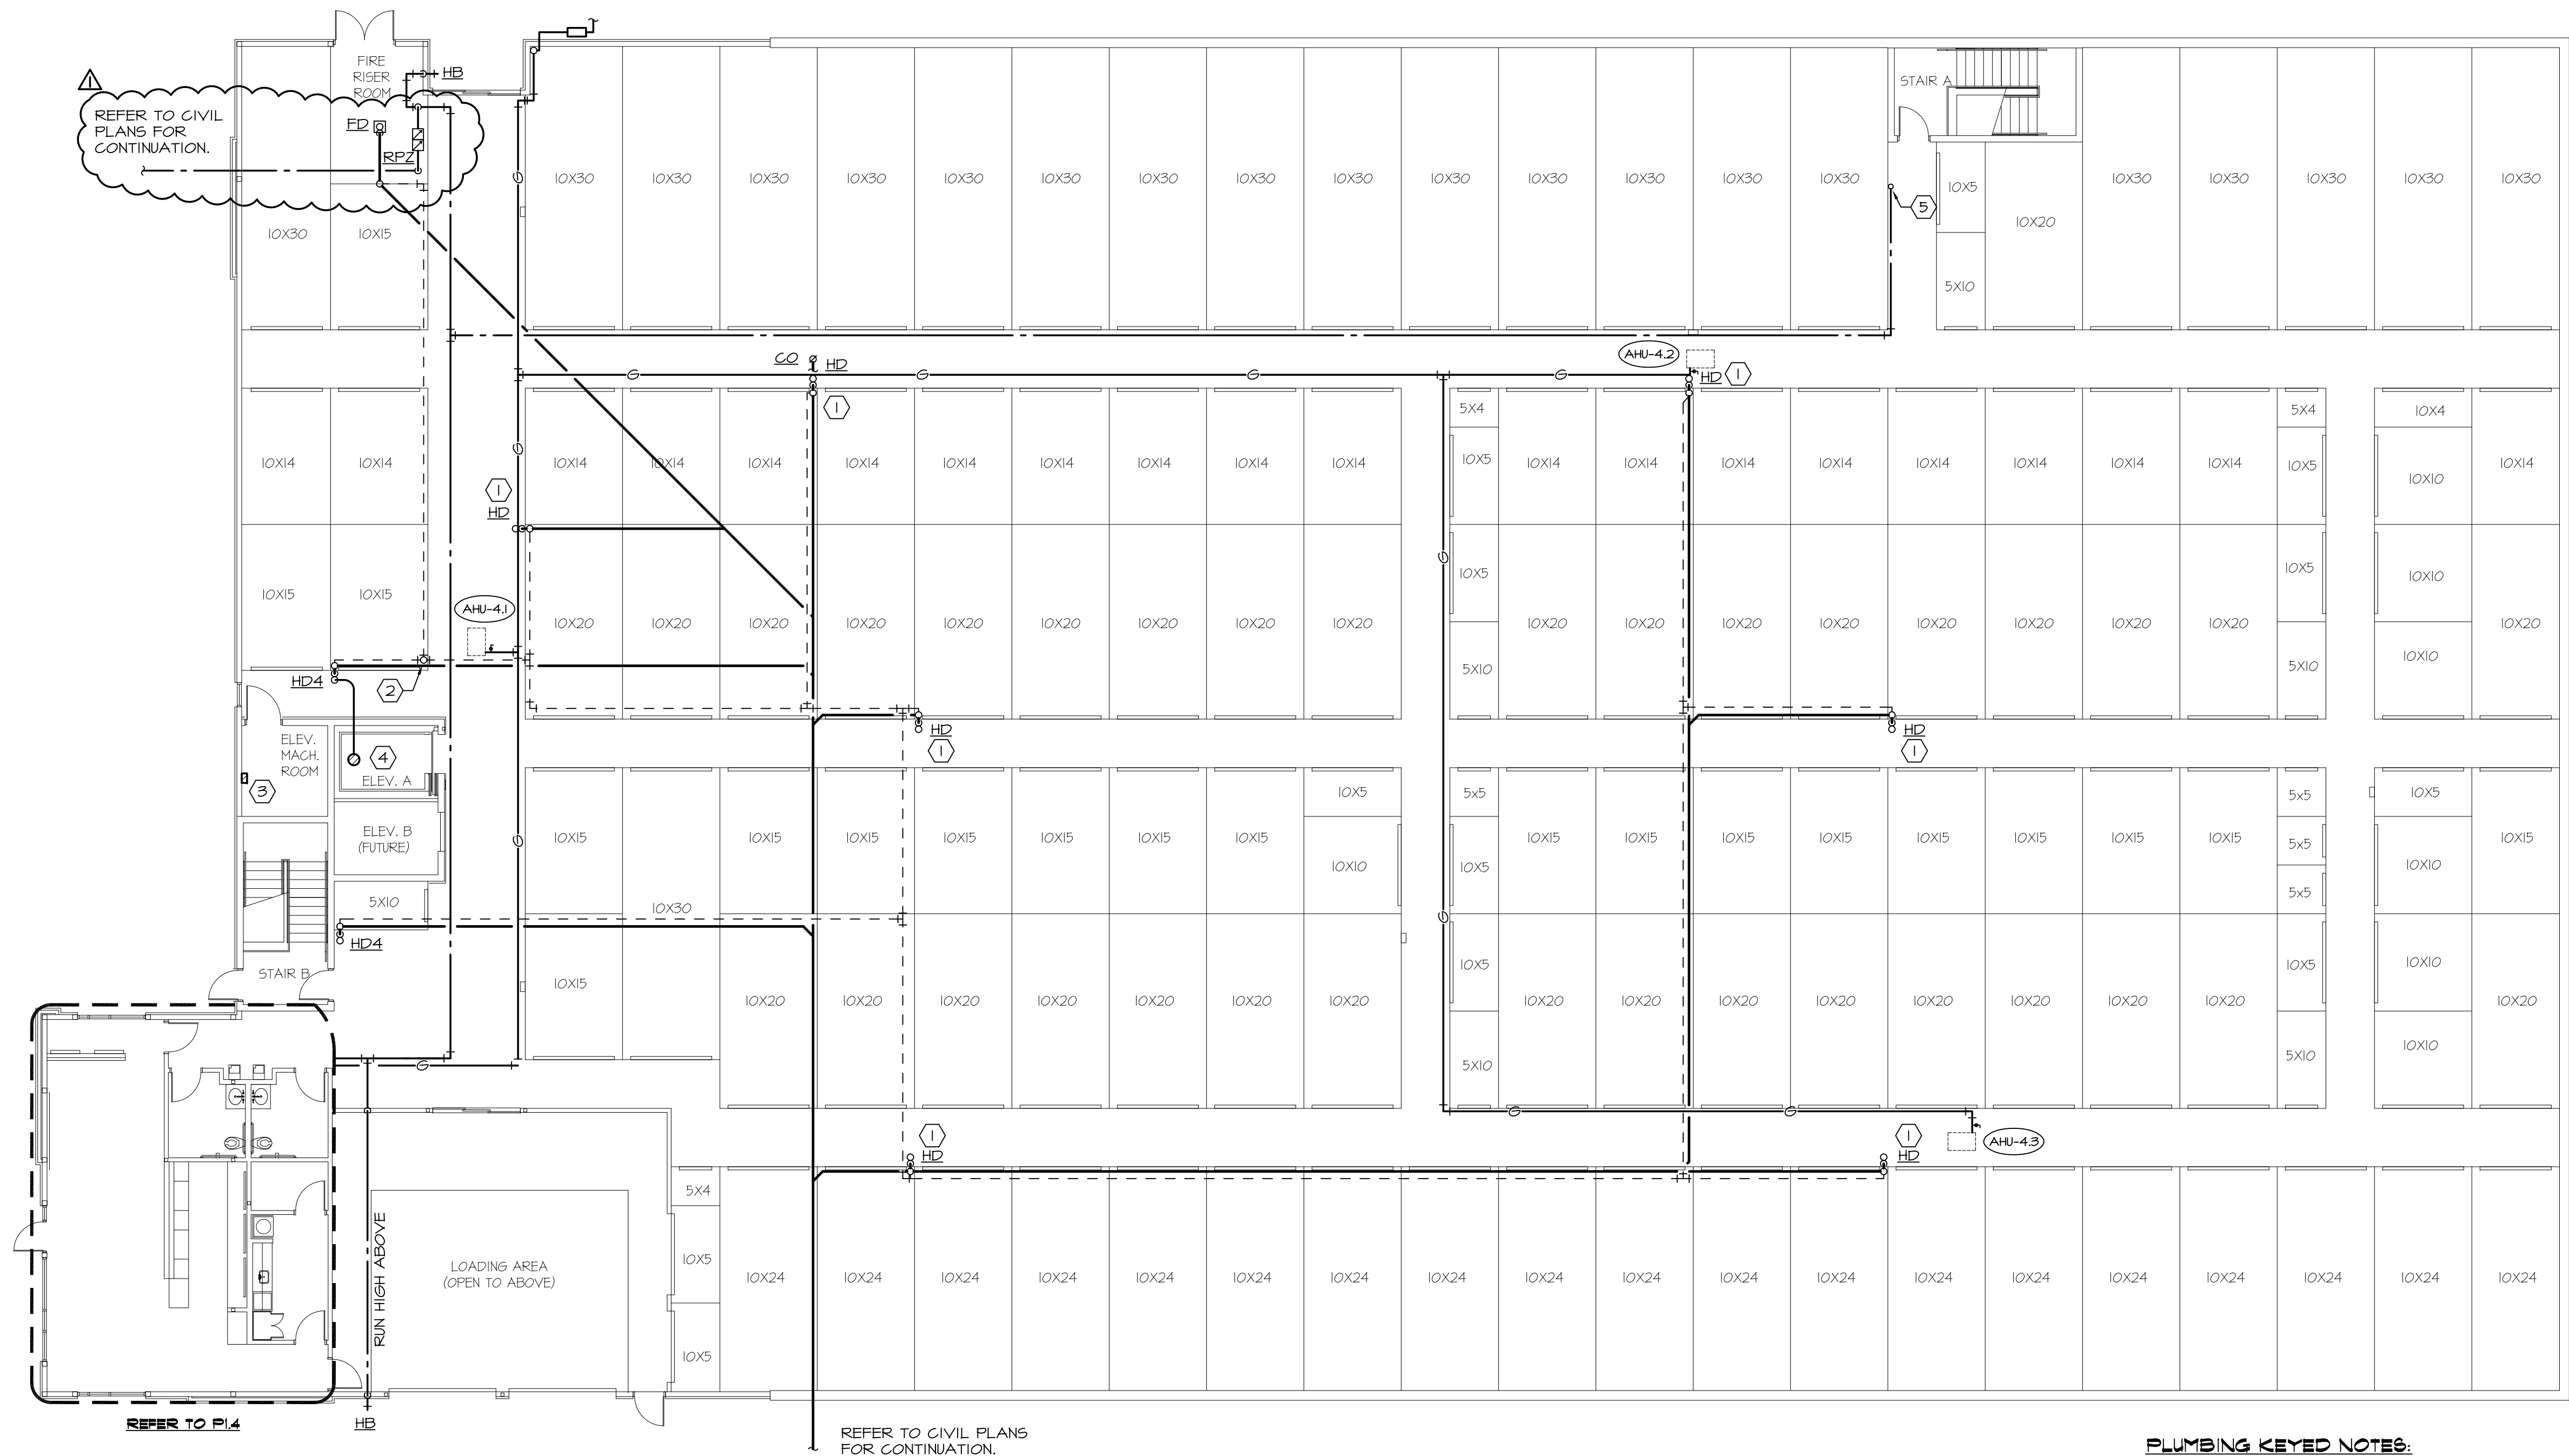 FIRE
RISER
ROOM
HB
1
REFER TO CIVIL
PLANS FOR
CONTINUATION.
FD
RPZ
STAIR A
10X30 10X15
G 10X30 10X30 10X30 10X30 10X30 10X30 10X30 10X30 10X30 10X30 10X30 10X30 10X30 10X30
10X5
5
10X20
10X30 10X30 10X30 10X30 10X30
5X10
CO HD
AHU-4.2
G G G G
HD 1
1
5X4 5X4 10X4
10X14 10X14 G 10X14 10X14 10X14 10X14 10X14 10X14 10X14 10X14 10X14 10X5 10X14 10X14 10X14 10X14 10X14 10X14 10X14 10X14 10X5 10X10 10X14
1
HD
G
10X5 10X5 10X10
10X15 10X15
AHU-4.1
10X20 10X20 10X20 10X20 10X20 10X20 10X20 10X20 10X20 10X20 10X20 10X20 10X20 10X20 10X20 10X20 10X20 10X20
5X10 5X10 10X10
HD4
2
HD
1
HD
1
ELEV.
MACH.
ROOM
3
4
ELEV. A
ELEV. B
(FUTURE)
5X10
G
10X15 10X15 10X15 10X15 10X15 10X15 10X15
10X5
10X10
5x5
10X5
10X15 10X15 10X15 10X15 10X15 10X15 10X15 10X15
5x5
5x5
5x5
10X5
10X10
10X15
10X30
G
HD4
STAIR B
10X15
10X20 10X20 10X20 10X20 10X20 10X20 10X20
10X5
5X10
10X20 10X20 10X20 10X20 10X20 10X20 10X20 10X20
10X5
5X10
10X10
10X10
10X20
G
G G
1
HD
1
HD
AHU-4.3
RUN HIGH ABOVE
LOADING AREA
(OPEN TO ABOVE)
5X4
10X5
10X5
10X24 10X24 10X24 10X24 10X24 10X24 10X24 10X24 10X24 10X24 10X24 10X24 10X24 10X24 10X24 10X24 10X24 10X24 10X24
REFER TO P1.4
HB
REFER TO CIVIL PLANS
FOR CONTINUATION.
PLUMBING KEYED NOTES: